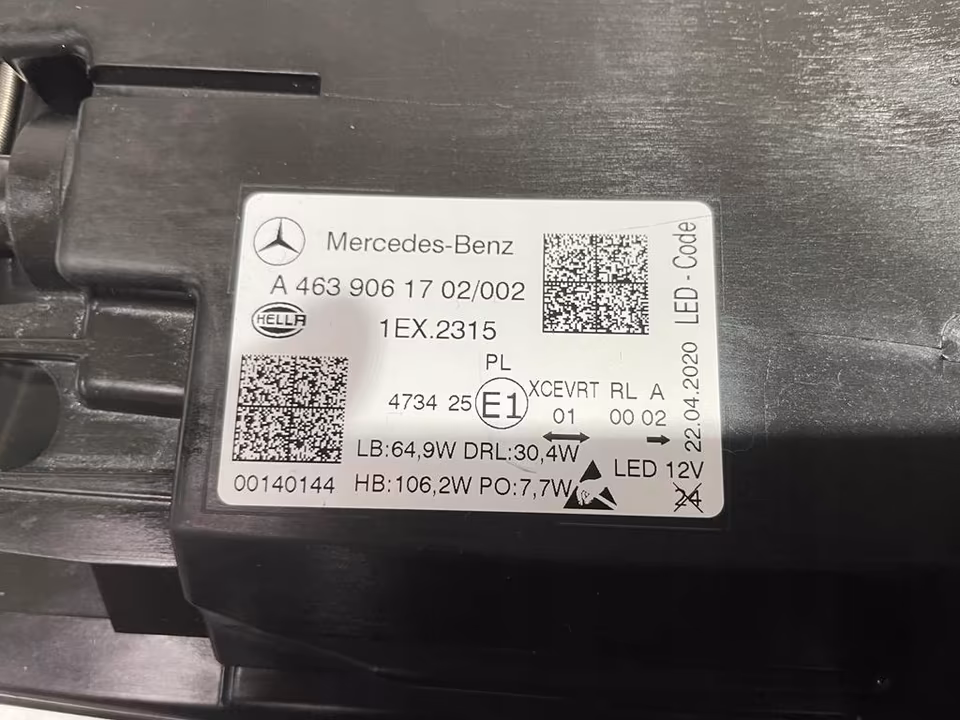 Mercedes-Benz
A 463 906 17 02/002
HELLA
1EX.2315
PL
4734 25 E1 XCEVRT RL A
01 00 02
LB:64,9W DRL:30,4W
00140144 HB:106,2W PO:7,7W
LED 12V
24
22.04.2020 LED - Code